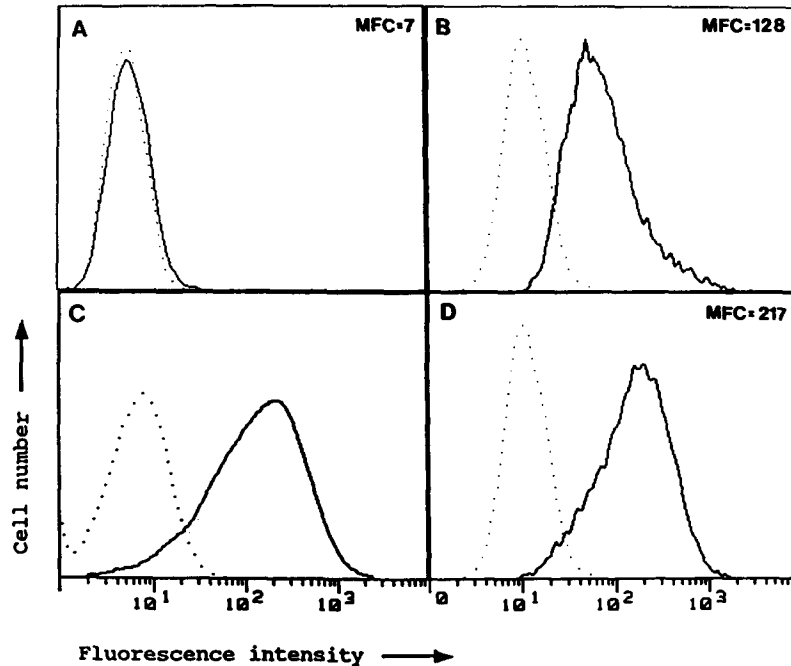 A MFC=7
B MFC=128
C
D MFC=217
Cell number
10¹ 10² 10³
0 10¹ 10² 10³
Fluorescence intensity